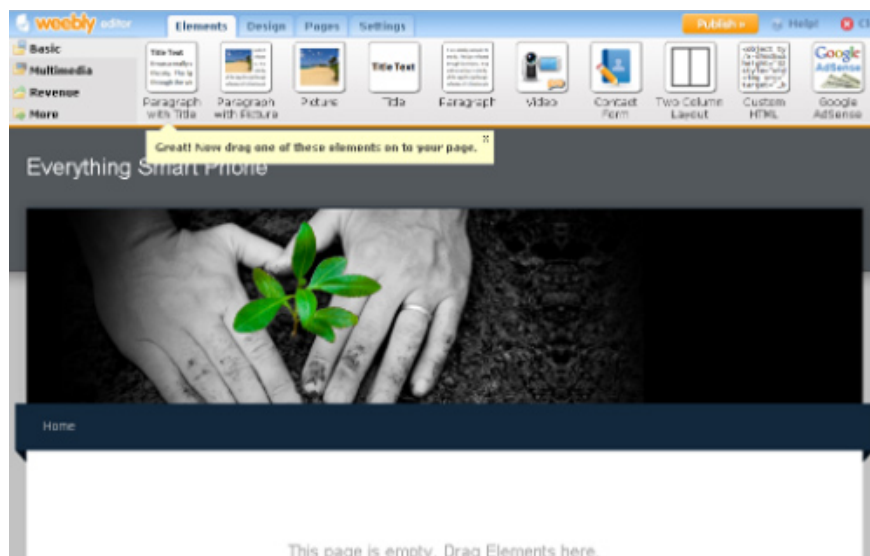 weebly editor
Elements Design Pages Settings
Publish » Help!
Basic
Multimedia
Revenue
More
Title Text
Paragraph with Title
Paragraph with Picture
Picture
Title Text
Title
Paragraph
Video
Contact Form
Two Column Layout
Custom HTML
Google AdSense
Google AdSense
Great! Now drag one of these elements on to your page. x
Everything Smart Phone
Home
This page is empty. Drag Elements here.